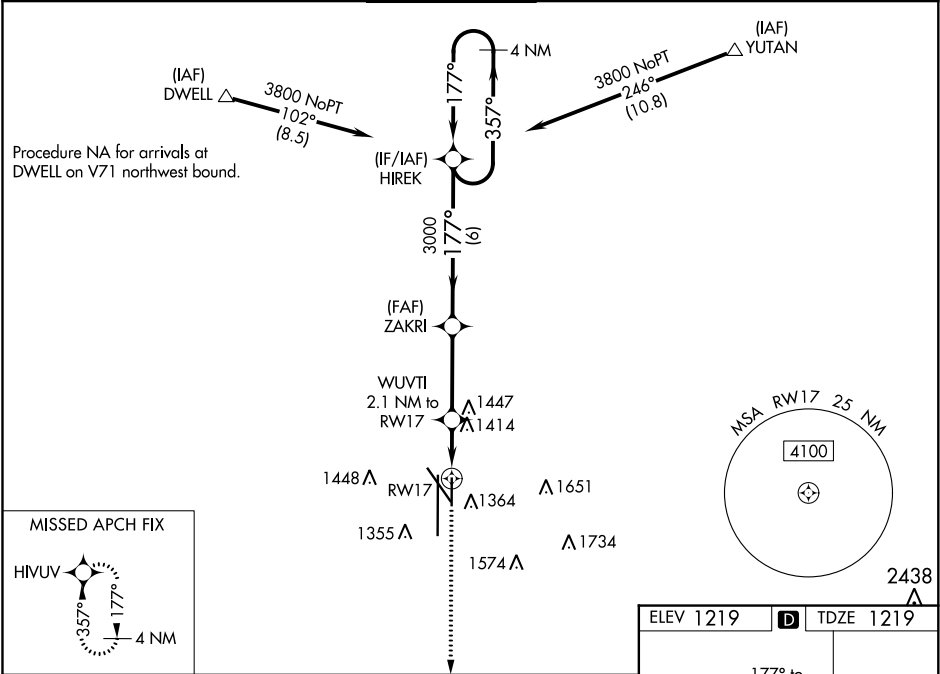 (IAF)
DWELL
3800 NoPT
102°
(8.5)
Procedure NA for arrivals at
DWELL on V71 northwest bound.
4 NM
177°
357°
(IAF)
YUTAN
3800 NoPT
246°
(10.8)
(IF/IAF)
HIREK
3000
177°
(6)
(FAF)
ZAKRI
WUVTI
2.1 NM to
RW17
1447
1414
1448
RW17
1364
1651
1355
1574
1734
MSA RW17 25 NM
4100
2438
MISSED APCH FIX
HIVUV
357°
177°
4 NM
ELEV 1219
D
TDZE 1219
177° to